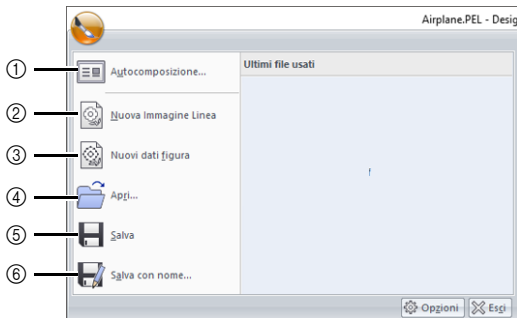 Airplane.PEL - Desig
① Autocomposizione...
Ultimi file usati
② Nuova Immagine Linea
③ Nuovi dati figura
④ Apri...
⑤ Salva
⑥ Salva con nome...
Opzioni
Esci